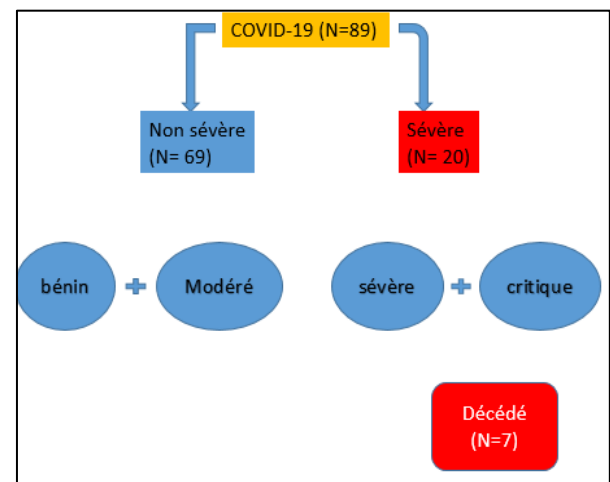 COVID-19 (N=89)
Non sévère
(N= 69)
Sévère
(N= 20)
bénin + Modéré
sévère + critique
Décédé
(N=7)